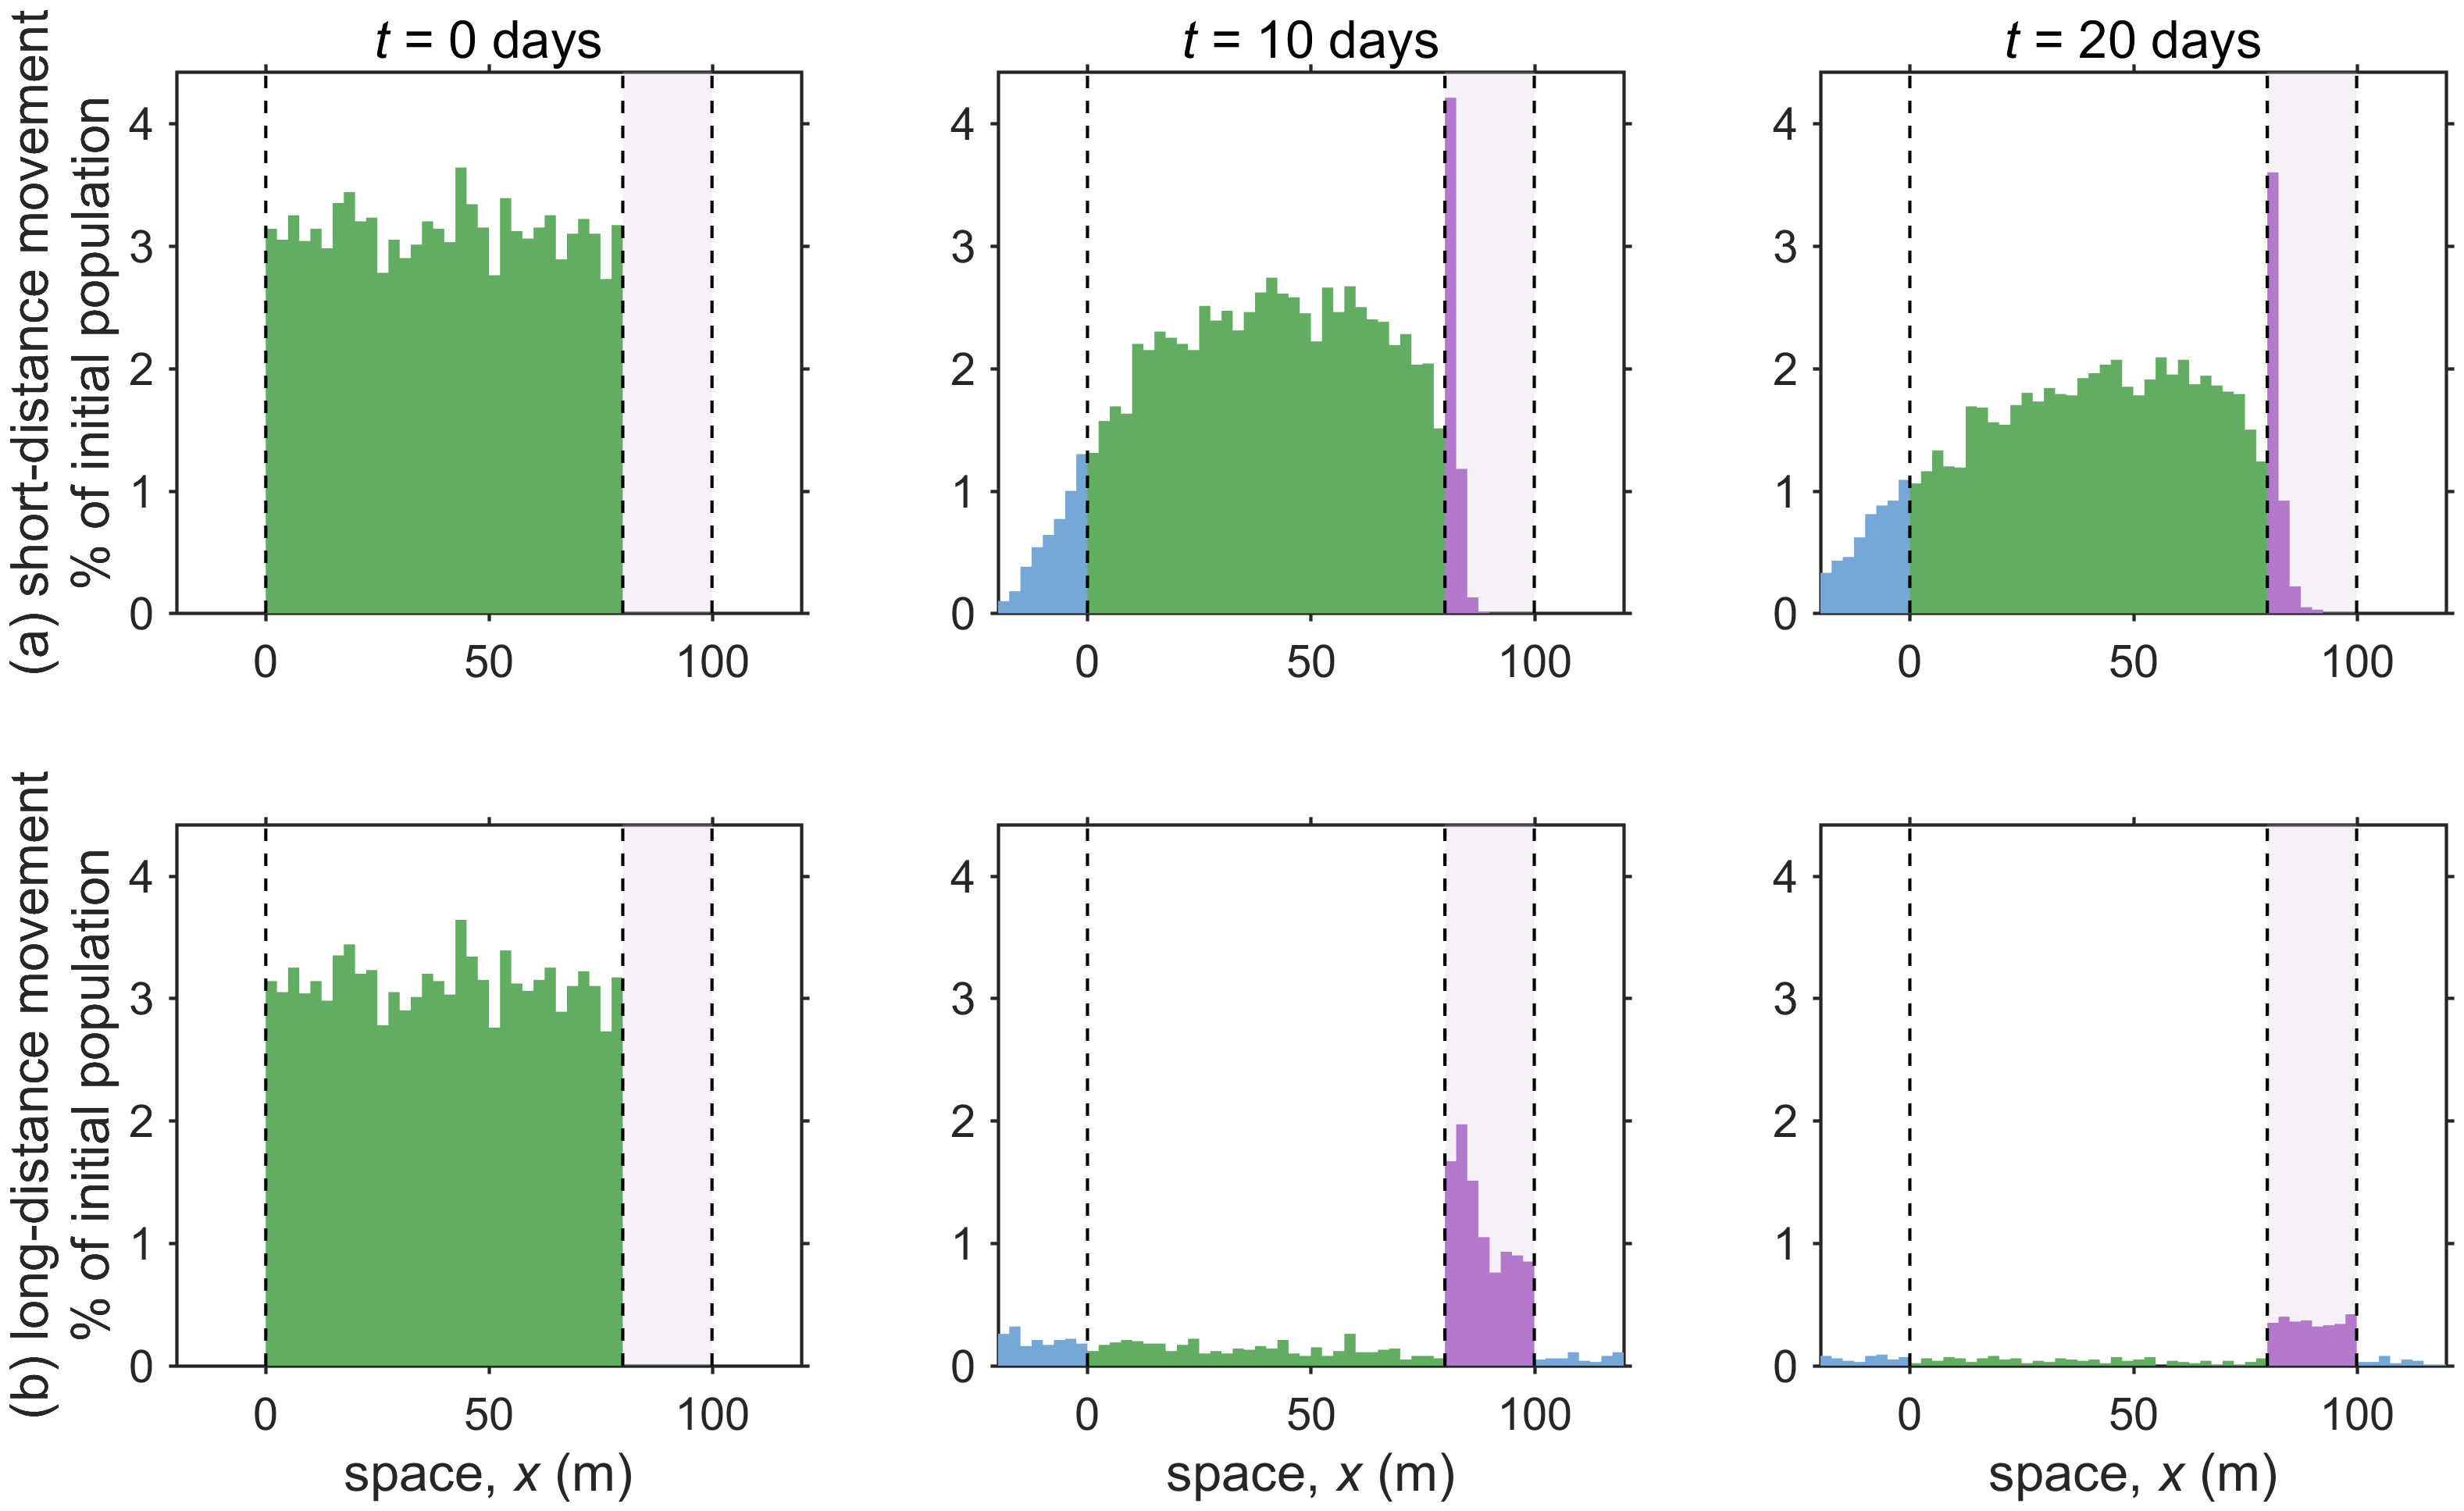 t = 0 days
t = 10 days
t = 20 days
(a) short-distance movement
% of initial population
4
3
2
1
0
0 50 100
4
3
2
1
0
0 50 100
4
3
2
1
0
0 50 100
(b) long-distance movement
% of initial population
4
3
2
1
0
0 50 100
space, x (m)
4
3
2
1
0
0 50 100
space, x (m)
4
3
2
1
0
0 50 100
space, x (m)